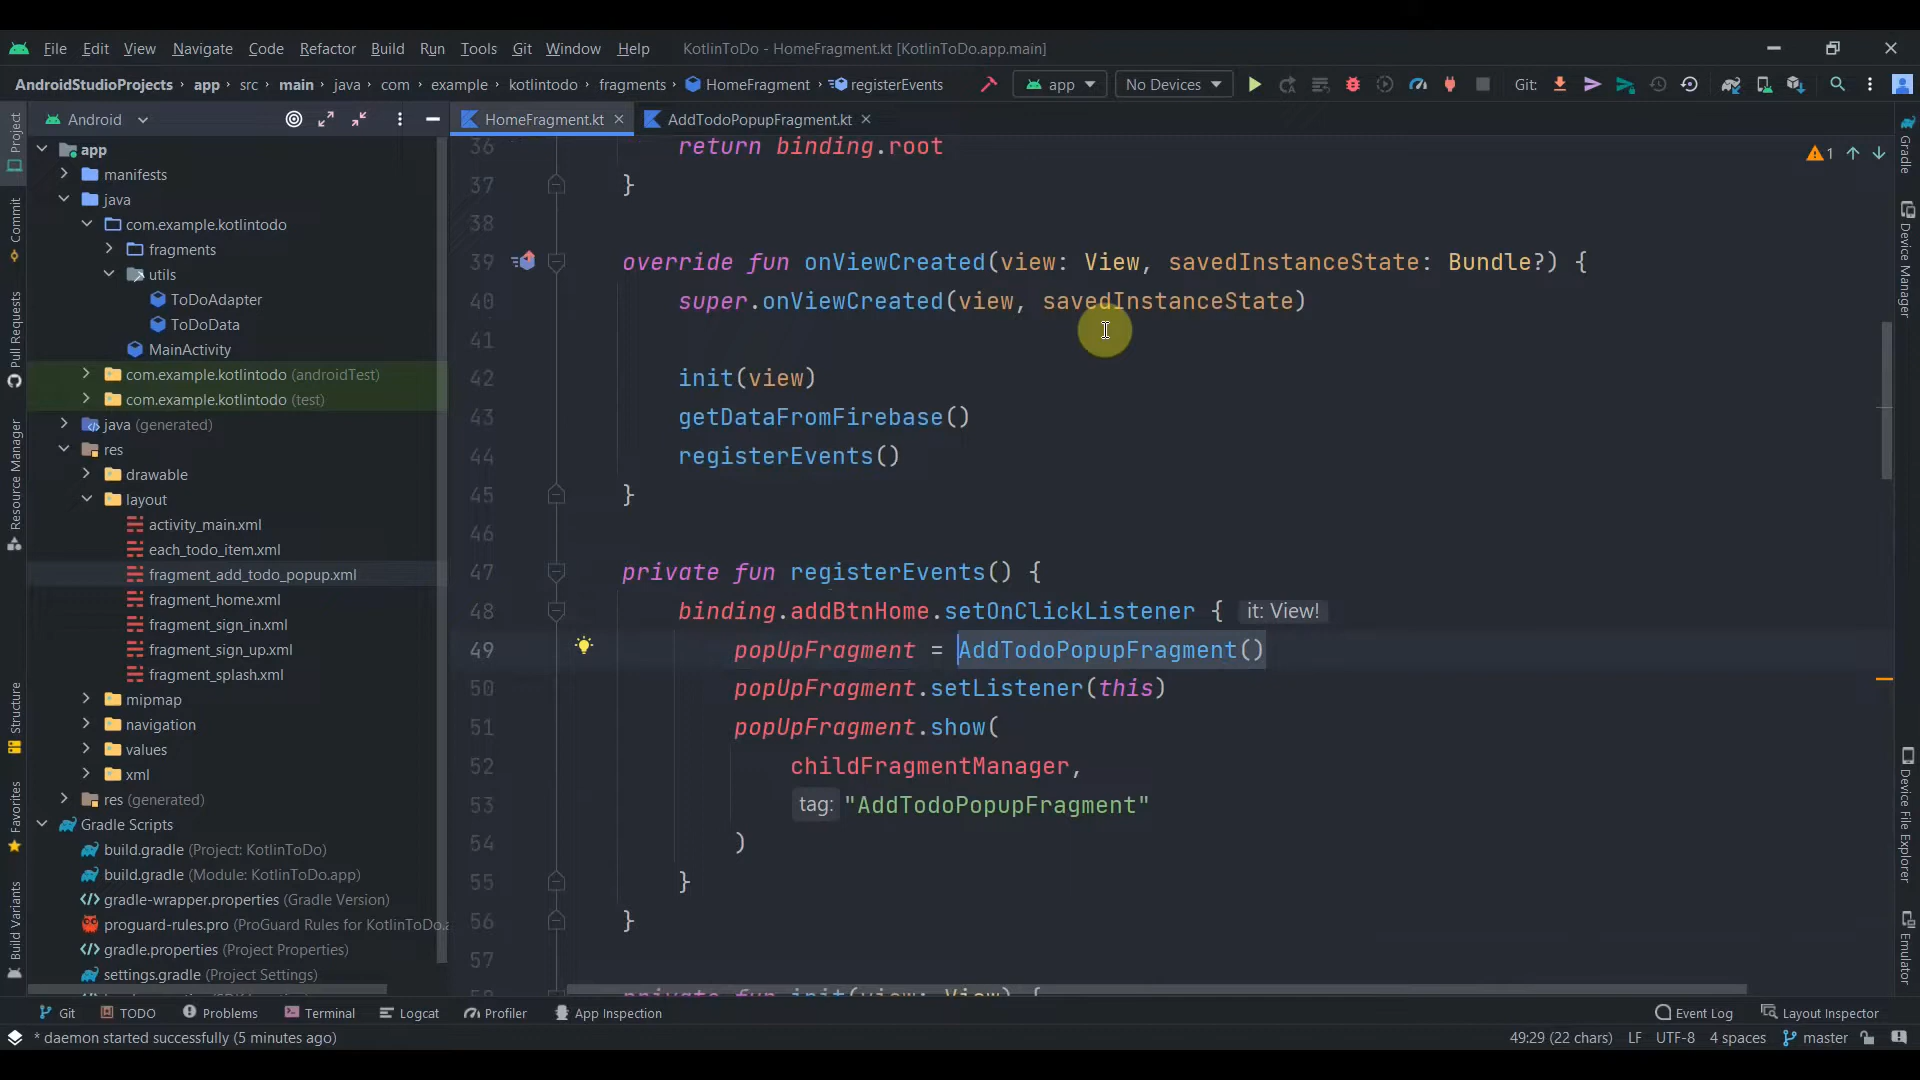 File Edit View Navigate Code Refactor Build Run Tools Git Window Help KotlinToDo - HomeFragment.kt [KotlinToDo.app.main]
AndroidStudioProjects app src main java com example kotlintodo fragments HomeFragment registerEvents app No Devices Git:
Android
HomeFragment.kt
AddTodoPopupFragment.kt
Project
Commit
Pull Requests
Resource Manager
Structure
Favorites
Build Variants
app
manifests
java
com.example.kotlintodo
fragments
utils
ToDoAdapter
ToDoData
MainActivity
com.example.kotlintodo (androidTest)
com.example.kotlintodo (test)
java (generated)
res
drawable
layout
activity_main.xml
each_todo_item.xml
fragment_add_todo_popup.xml
fragment_home.xml
fragment_sign_in.xml
fragment_sign_up.xml
fragment_splash.xml
mipmap
navigation
values
xml
res (generated)
Gradle Scripts
build.gradle (Project: KotlinToDo)
build.gradle (Module: KotlinToDo.app)
gradle-wrapper.properties (Gradle Version)
proguard-rules.pro (ProGuard Rules for KotlinToDo.a
gradle.properties (Project Properties)
settings.gradle (Project Settings)
1
36 return binding.root
37 }
38
39 override fun onViewCreated(view: View, savedInstanceState: Bundle?) {
40 super.onViewCreated(view, savedInstanceState)
41
42 init(view)
43 getDataFromFirebase()
44 registerEvents()
45 }
46
47 private fun registerEvents() {
48 binding.addBtnHome.setOnClickListener { it: View!
49 popUpFragment = AddTodoPopupFragment()
50 popUpFragment.setListener(this)
51 popUpFragment.show(
52 childFragmentManager,
53 tag: "AddTodoPopupFragment"
54 )
55 }
56 }
57
58 private fun init(view: View) {
Gradle
Device Manager
Device File Explorer
Emulator
Git TODO Problems Terminal Logcat Profiler App Inspection Event Log Layout Inspector
* daemon started successfully (5 minutes ago) 49:29 (22 chars) LF UTF-8 4 spaces master